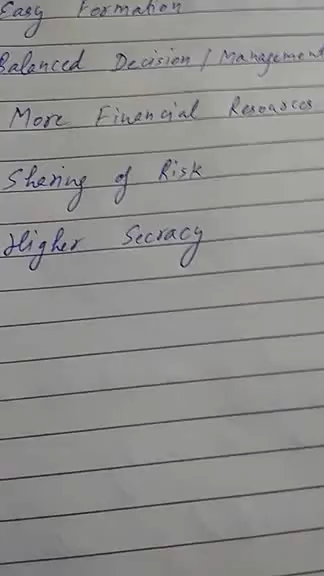 Easy Formation
Balanced Decision / Management
More Financial Resources
Sharing of Risk
Higher Secracy